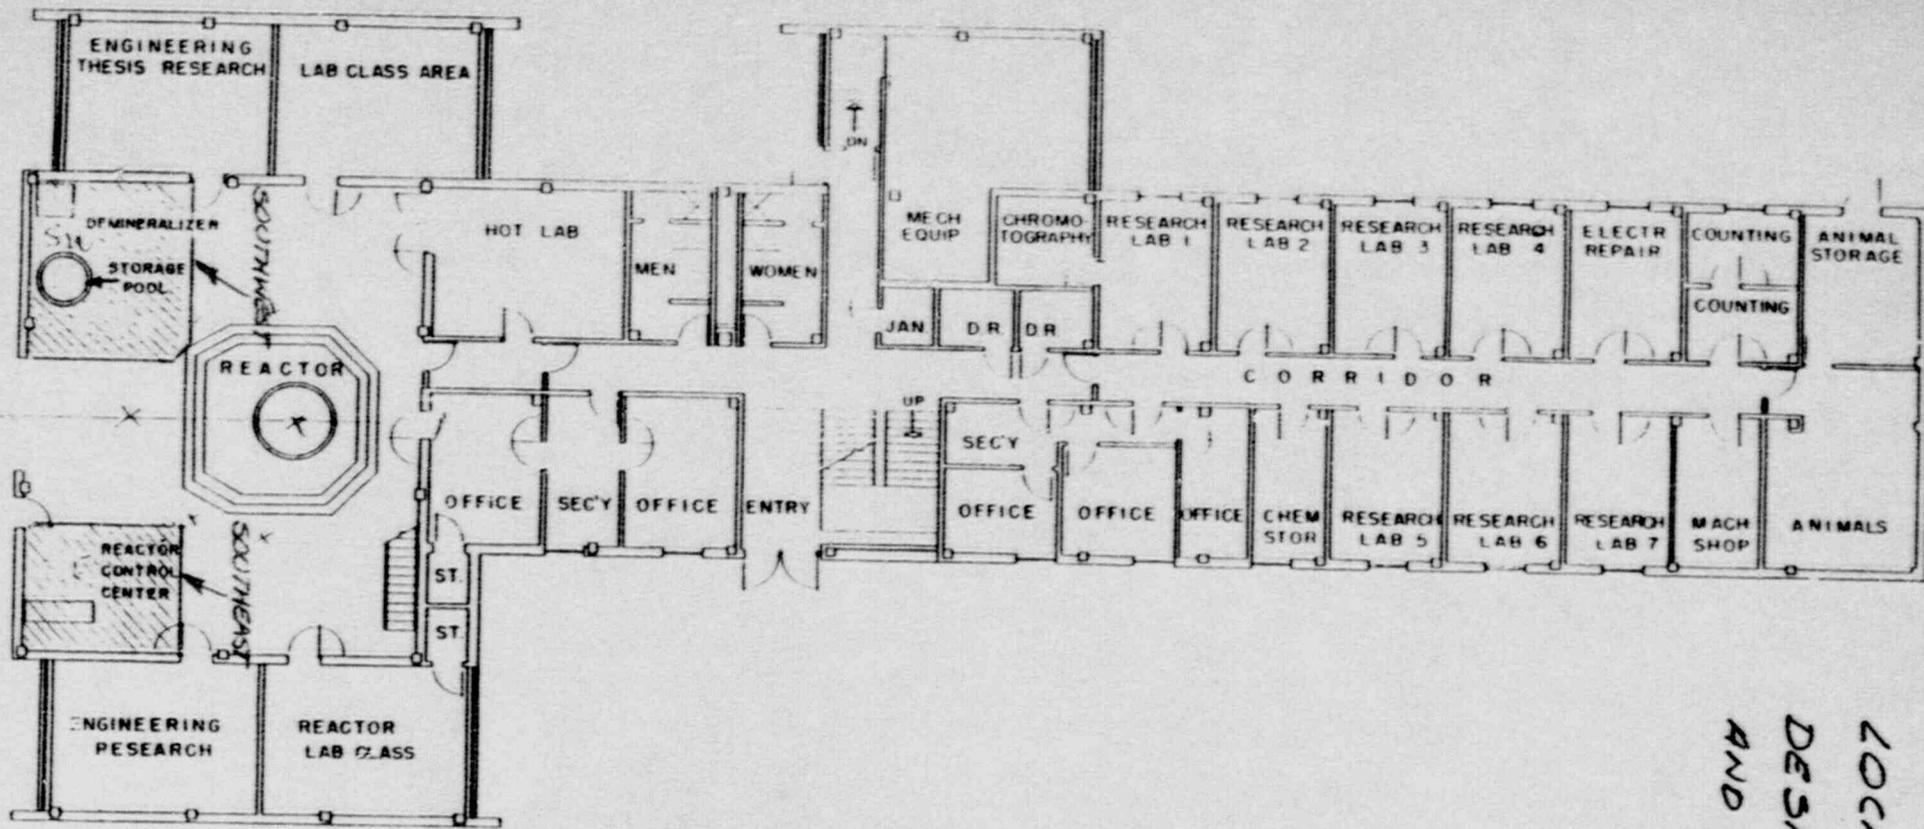 ENGINEERING
THESIS RESEARCH
LAB CLASS AREA
DN
DEMINERALIZER
SW
STORAGE
POOL
SOUTHWEST
HOT LAB
MEN
WOMEN
MECH
EQUIP
CHROMO-
TOGRAPHY
RESEARCH
LAB 1
RESEARCH
LAB 2
RESEARCH
LAB 3
RESEARCH
LAB 4
ELECTR
REPAIR
COUNTING
COUNTING
ANIMAL
STORAGE
JAN
D.R.
D.R.
REACTOR
CORRIDOR
UP
OFFICE
SEC'Y
OFFICE
ENTRY
SEC'Y
OFFICE
OFFICE
OFFICE
CHEM
STOR
RESEARCH
LAB 5
RESEARCH
LAB 6
RESEARCH
LAB 7
MACH
SHOP
ANIMALS
REACTOR
CONTROL
CENTER
SOUTHEAST
ST.
ST.
ENGINEERING
RESEARCH
REACTOR
LAB CLASS
AND